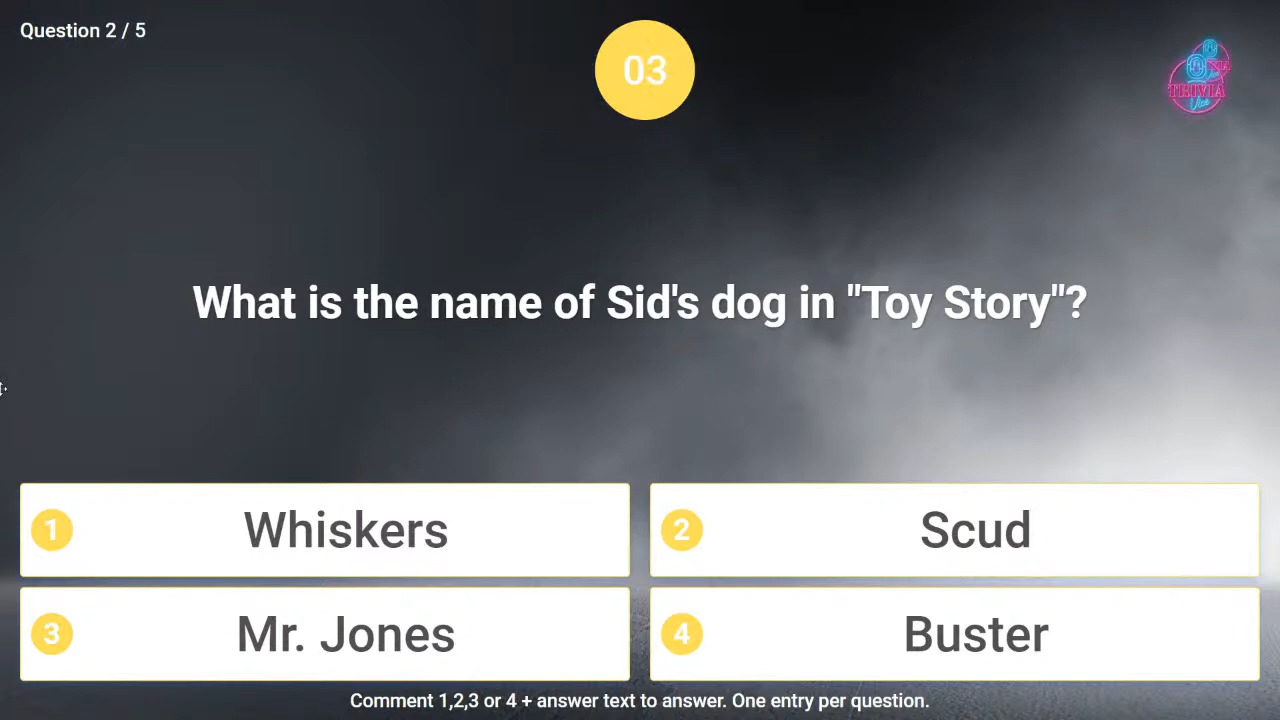 Question 2 / 5
03
TRIVIA
What is the name of Sid's dog in "Toy Story"?
1 Whiskers
2 Scud
3 Mr. Jones
4 Buster
Comment 1,2,3 or 4 + answer text to answer. One entry per question.